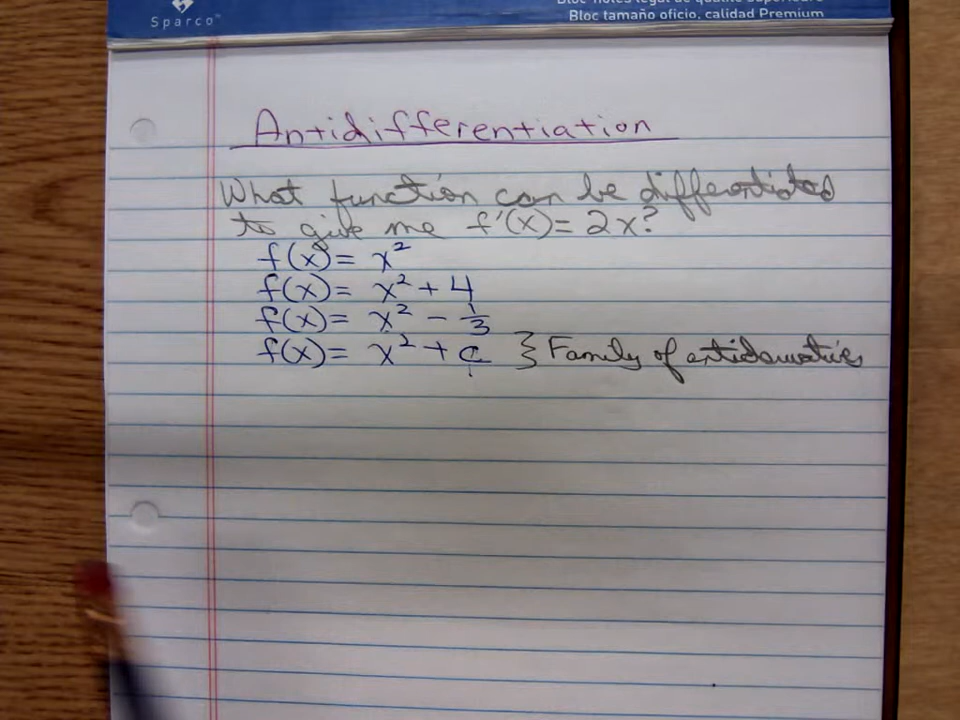 Sparco™
Bloc tamaño oficio, calidad Premium
Antidifferentiation
What function can be differentiated
to give me f'(x) = 2x?
f(x) = x²
f(x) = x² + 4
f(x) = x² - 1/3
f(x) = x² + C } Family of antiderivatives